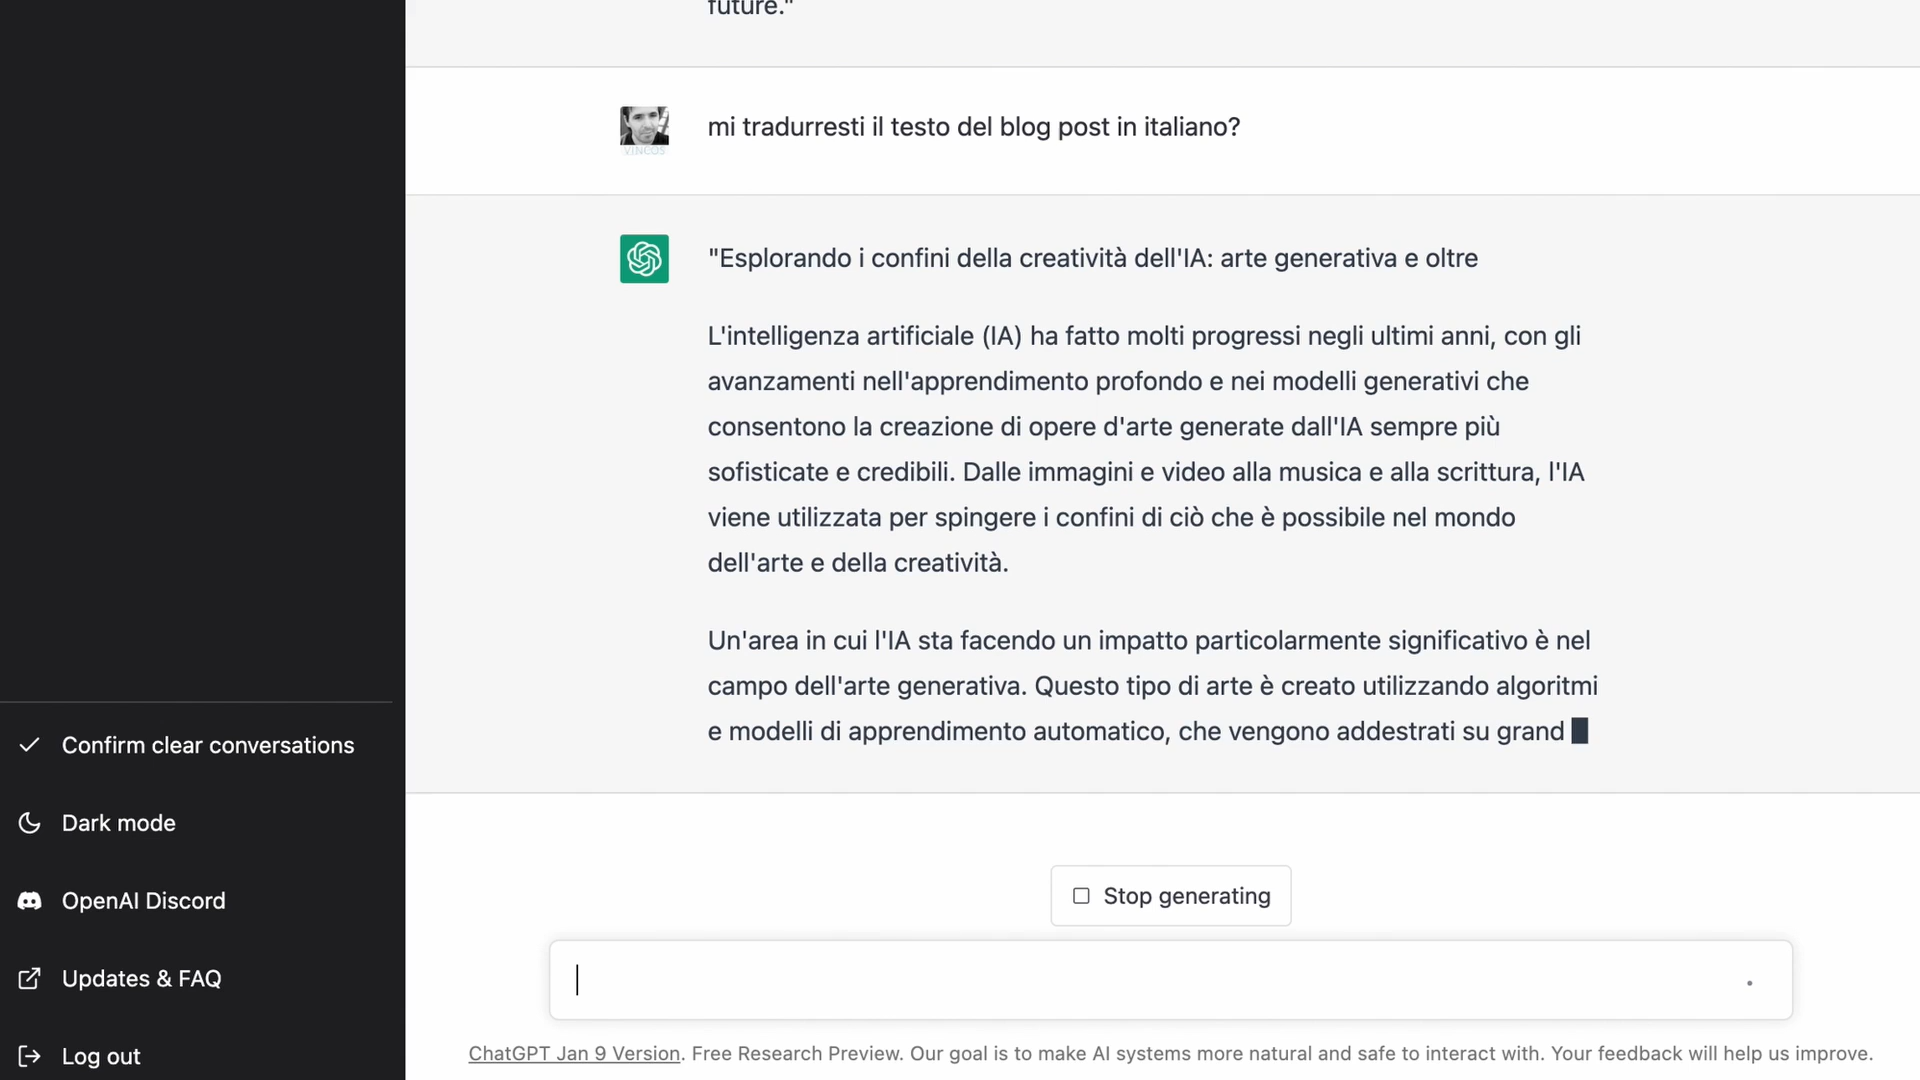 future."
mi tradurresti il testo del blog post in italiano?
VINCOS
"Esplorando i confini della creatività dell'IA: arte generativa e oltre
L'intelligenza artificiale (IA) ha fatto molti progressi negli ultimi anni, con gli
avanzamenti nell'apprendimento profondo e nei modelli generativi che
consentono la creazione di opere d'arte generate dall'IA sempre più
sofisticate e credibili. Dalle immagini e video alla musica e alla scrittura, l'IA
viene utilizzata per spingere i confini di ciò che è possibile nel mondo
dell'arte e della creatività.
Un'area in cui l'IA sta facendo un impatto particolarmente significativo è nel
campo dell'arte generativa. Questo tipo di arte è creato utilizzando algoritmi
e modelli di apprendimento automatico, che vengono addestrati su grand
Confirm clear conversations
Dark mode
OpenAI Discord
Updates & FAQ
Log out
Stop generating
ChatGPT Jan 9 Version. Free Research Preview. Our goal is to make AI systems more natural and safe to interact with. Your feedback will help us improve.